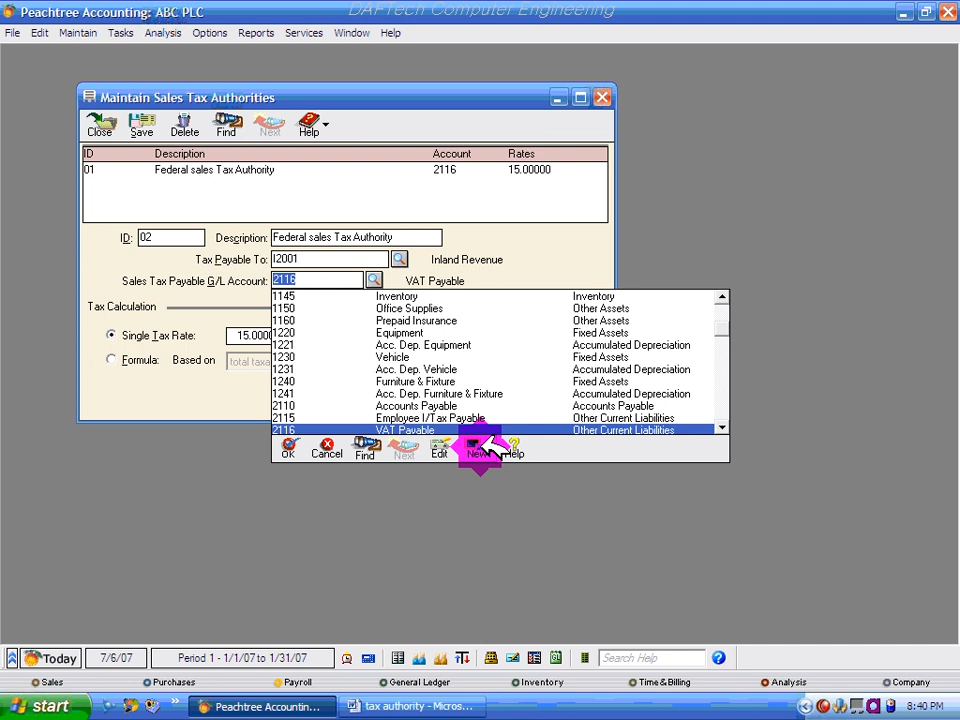 Peachtree Accounting: ABC PLC
DAFTech Computer Engineering
File Edit Maintain Tasks Analysis Options Reports Services Window Help
Maintain Sales Tax Authorities
Close Save Delete Find Next Help
ID Description Account Rates
01 Federal sales Tax Authority 2116 15.00000
ID: 02 Description: Federal sales Tax Authority
Tax Payable To: I2001 Inland Revenue
Sales Tax Payable G/L Account: 2116 VAT Payable
1145 Inventory Inventory
Tax Calculation 1150 Office Supplies Other Assets
1160 Prepaid Insurance Other Assets
Single Tax Rate: 15.0000 1220 Equipment Fixed Assets
1221 Acc. Dep. Equipment Accumulated Depreciation
Formula: Based on total taxa 1230 Vehicle Fixed Assets
1231 Acc. Dep. Vehicle Accumulated Depreciation
1240 Furniture & Fixture Fixed Assets
1241 Acc. Dep. Furniture & Fixture Accumulated Depreciation
2110 Accounts Payable Accounts Payable
2115 Employee I/Tax Payable Other Current Liabilities
2116 VAT Payable Other Current Liabilities
OK Cancel Find Next Edit New Help
Today 7/6/07 Period 1 - 1/1/07 to 1/31/07 Search Help
Sales Purchases Payroll General Ledger Inventory Time & Billing Analysis Company
start Peachtree Accountin... tax authority - Micros... 8:40 PM